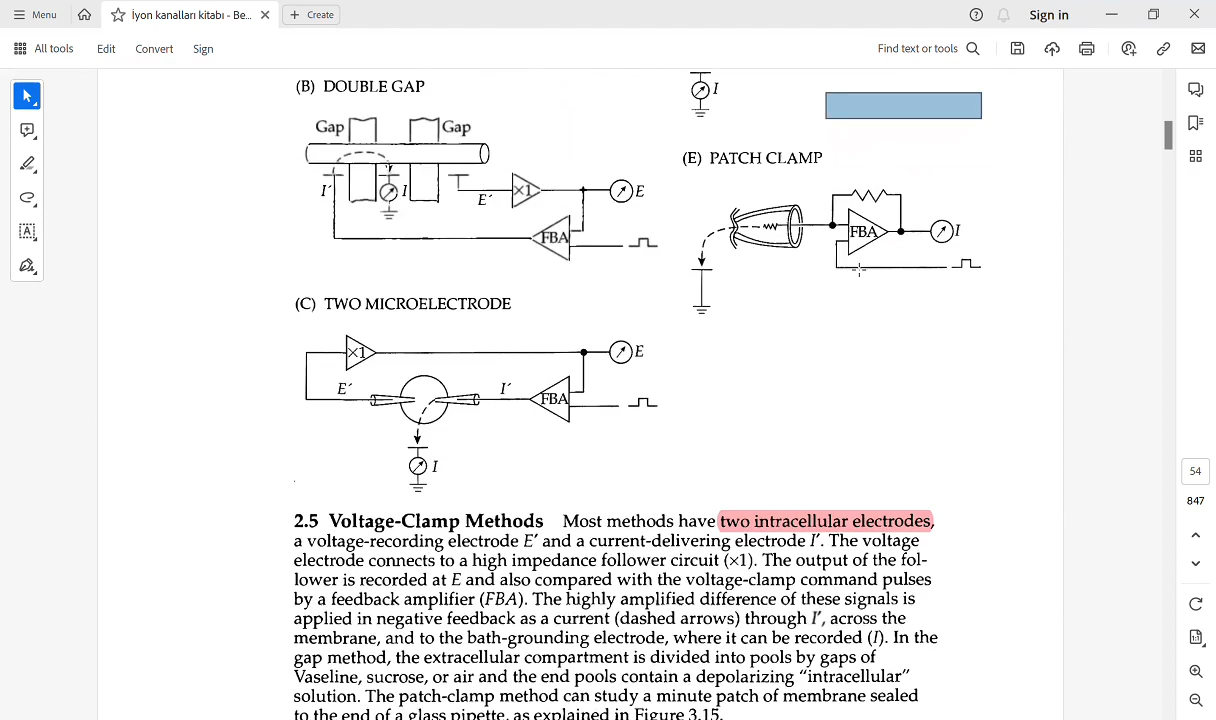 Menu
İyon kanalları kitabı - Be...
Create
Sign in
All tools
Edit
Convert
Sign
Find text or tools
(B) DOUBLE GAP
Gap
Gap
I′
I
E′
×1
E
FBA
I
(E) PATCH CLAMP
FBA
I
(C) TWO MICROELECTRODE
×1
E
E′
I′
FBA
I
2.5 Voltage-Clamp Methods Most methods have two intracellular electrodes,
a voltage-recording electrode E′ and a current-delivering electrode I′. The voltage
electrode connects to a high impedance follower circuit (×1). The output of the fol-
lower is recorded at E and also compared with the voltage-clamp command pulses
by a feedback amplifier (FBA). The highly amplified difference of these signals is
applied in negative feedback as a current (dashed arrows) through I′, across the
membrane, and to the bath-grounding electrode, where it can be recorded (I). In the
gap method, the extracellular compartment is divided into pools by gaps of
Vaseline, sucrose, or air and the end pools contain a depolarizing “intracellular”
solution. The patch-clamp method can study a minute patch of membrane sealed
to the end of a glass pipette, as explained in Figure 3.15.
54
847